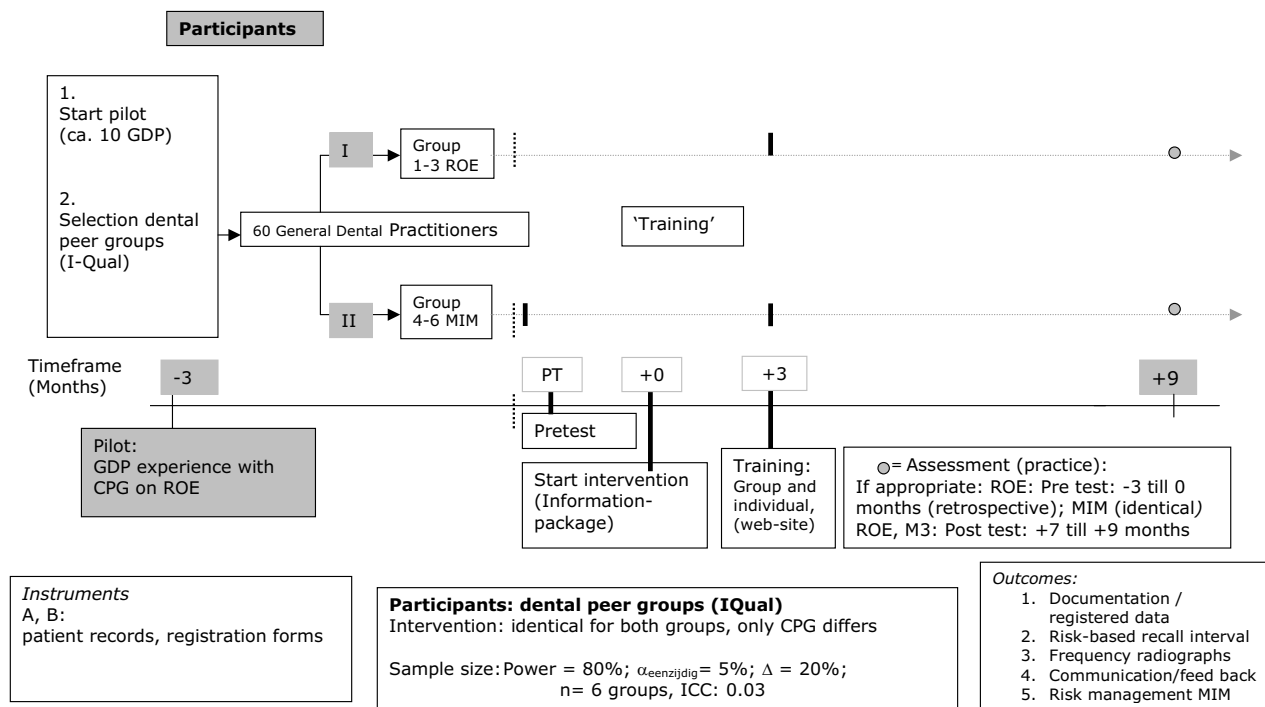 Participants
1.
Start pilot
(ca. 10 GDP)
2.
Selection dental
peer groups
(I-Qual)
60 General Dental Practitioners
I
Group
1-3 ROE
'Training'
II
Group
4-6 MIM
Timeframe
(Months)
-3
PT
+0
+3
+9
Pilot:
GDP experience with
CPG on ROE
Pretest
Start intervention
(Information-
package)
Training:
Group and
individual,
(web-site)
= Assessment (practice):
If appropriate: ROE: Pre test: -3 till 0
months (retrospective); MIM (identical)
ROE, M3: Post test: +7 till +9 months
Instruments
A, B:
patient records, registration forms
Participants: dental peer groups (IQual)
Intervention: identical for both groups, only CPG differs
Sample size: Power = 80%; αeenzijdig= 5%; Δ = 20%;
n= 6 groups, ICC: 0.03
Outcomes:
1. Documentation /
registered data
2. Risk-based recall interval
3. Frequency radiographs
4. Communication/feed back
5. Risk management MIM